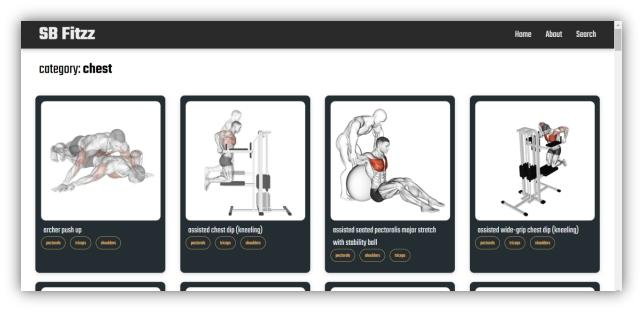 SB Fitzz
Home About Search
category: chest
archer push up
pectorals triceps shoulders
assisted chest dip (kneeling)
pectorals triceps shoulders
assisted seated pectoralis major stretch
with stability ball
pectorals shoulders triceps
assisted wide-grip chest dip (kneeling)
pectorals triceps shoulders